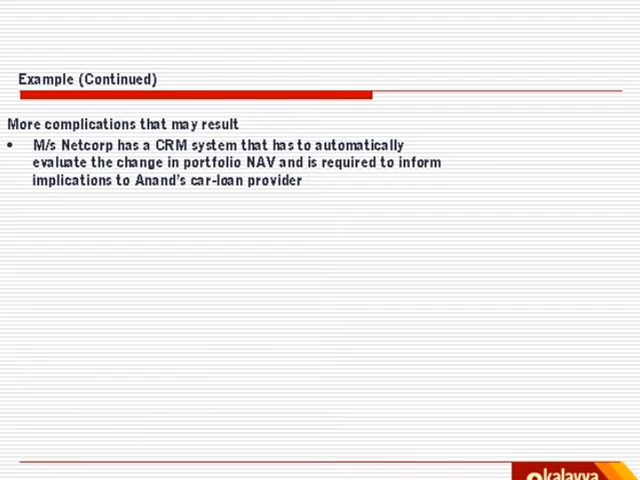 Example (Continued)
More complications that may result
• M/s Netcorp has a CRM system that has to automatically
evaluate the change in portfolio NAV and is required to inform
implications to Anand's car-loan provider